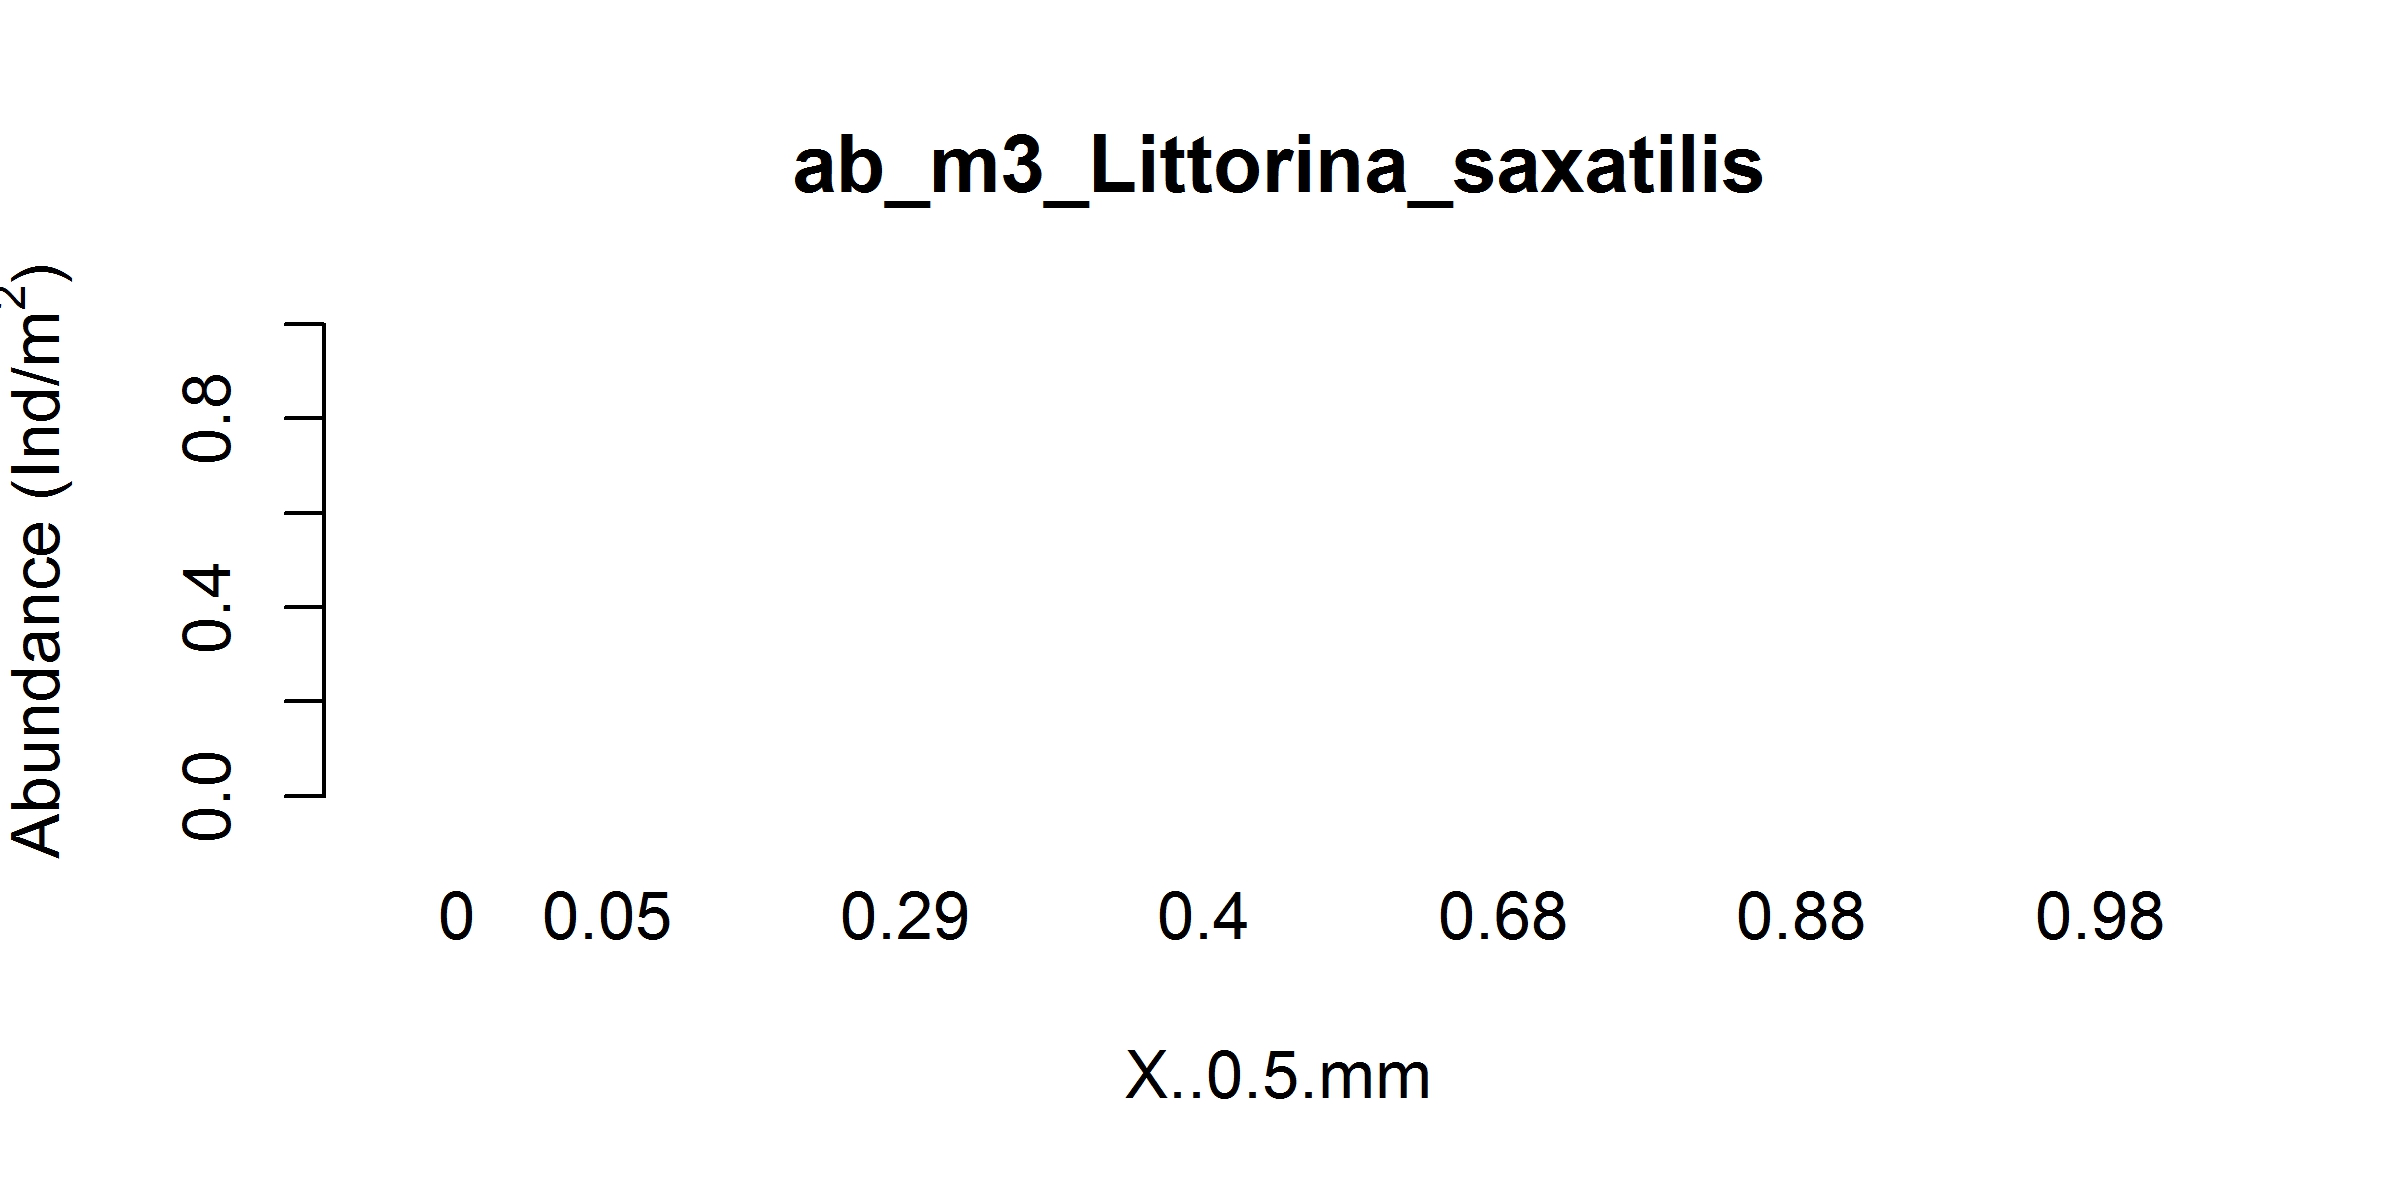 ab_m3_Littorina_saxatilis
Abundance (Ind/m²)
0.8
0.4
0.0
0 0.05 0.29 0.4 0.68 0.88 0.98
X..0.5.mm